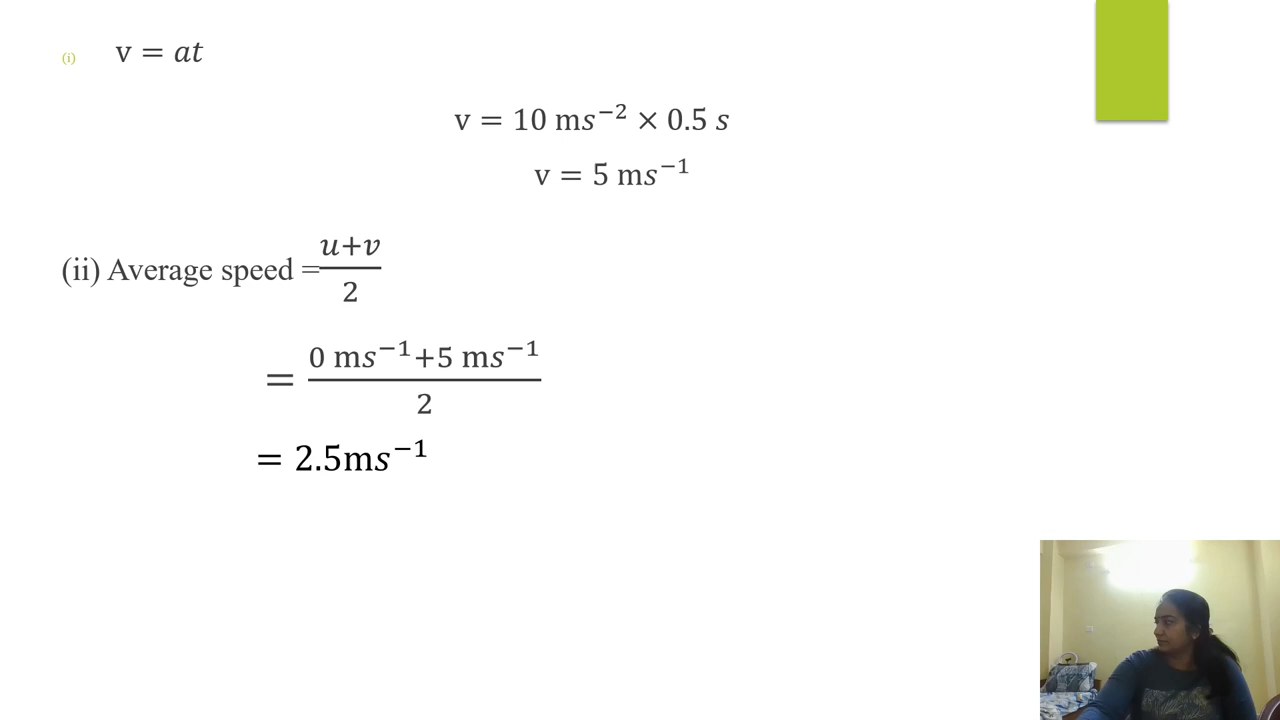 (i) v = at
v = 10 ms⁻² × 0.5 s
v = 5 ms⁻¹
(ii) Average speed = (u+v)/2
= (0 ms⁻¹+5 ms⁻¹)/2
= 2.5ms⁻¹